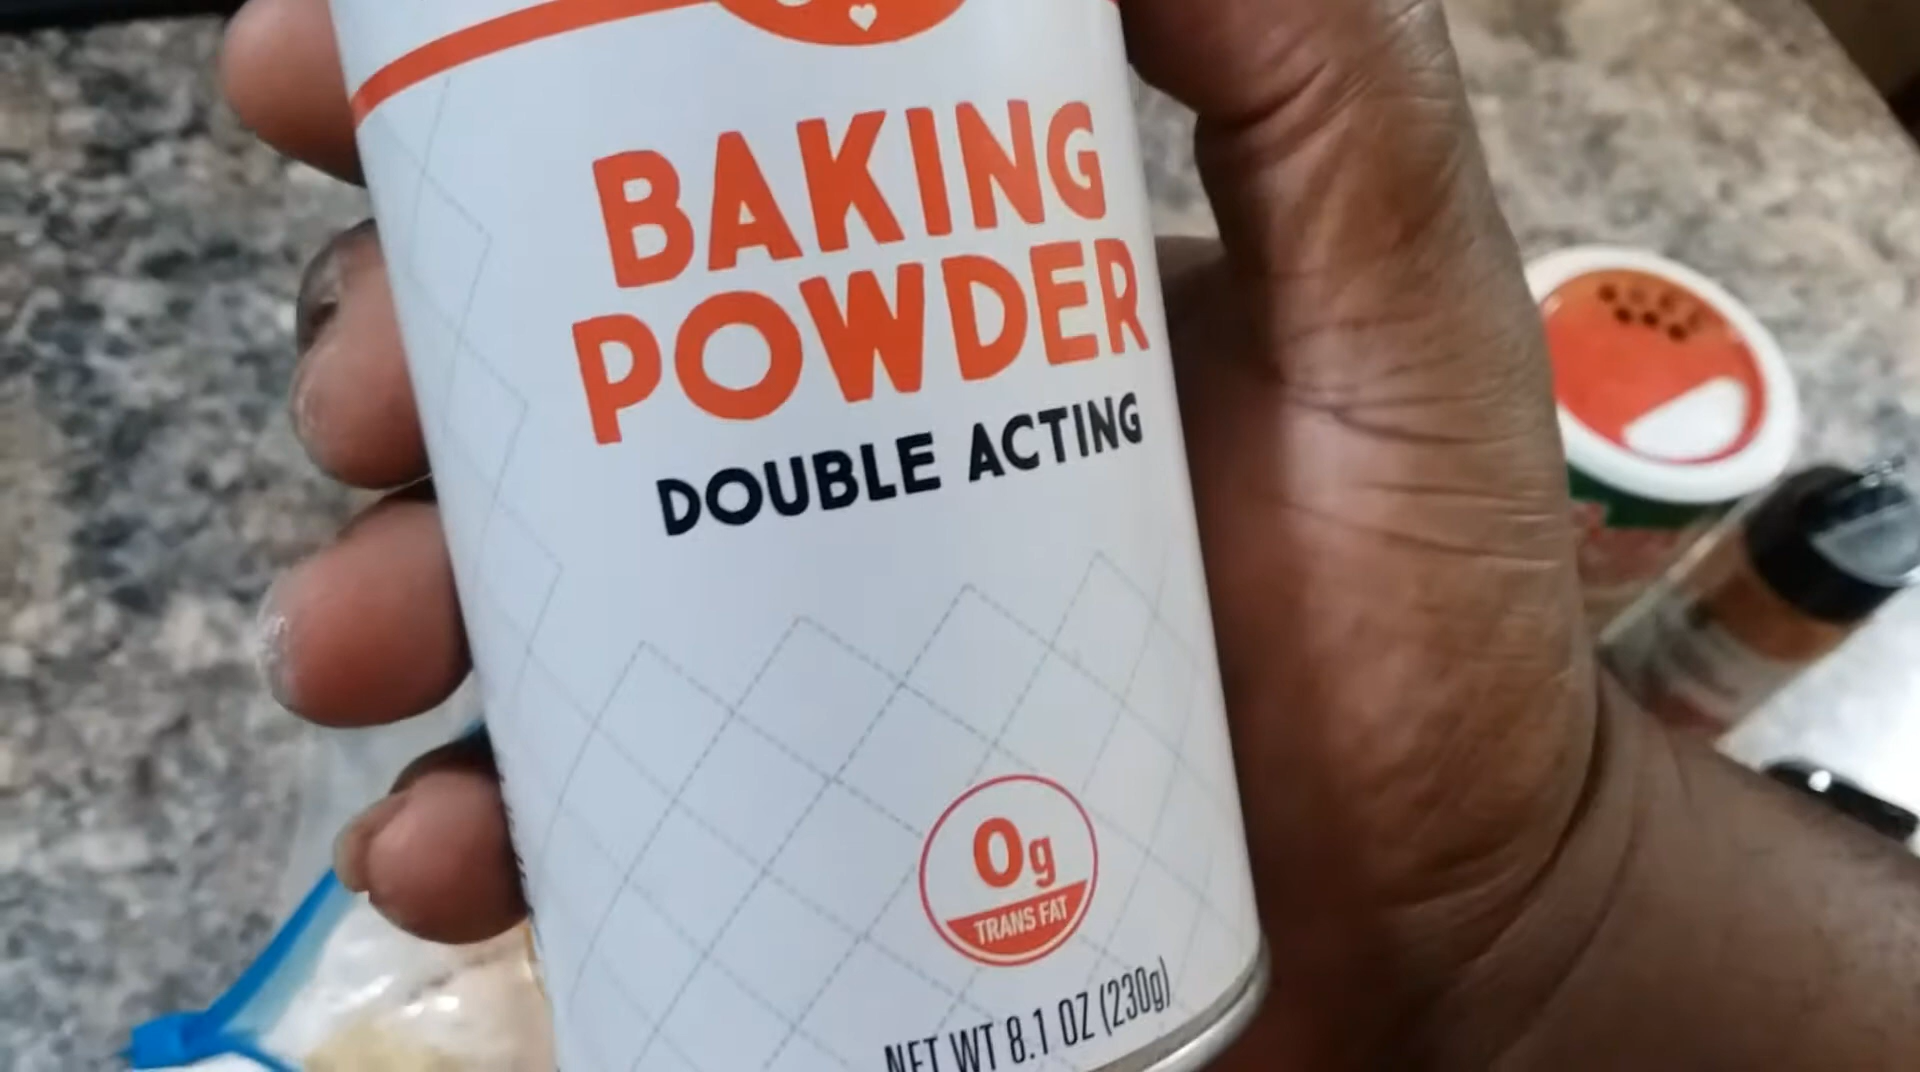 BAKING
POWDER
DOUBLE ACTING
0g
TRANS FAT
NET WT 8.1 OZ (230g)